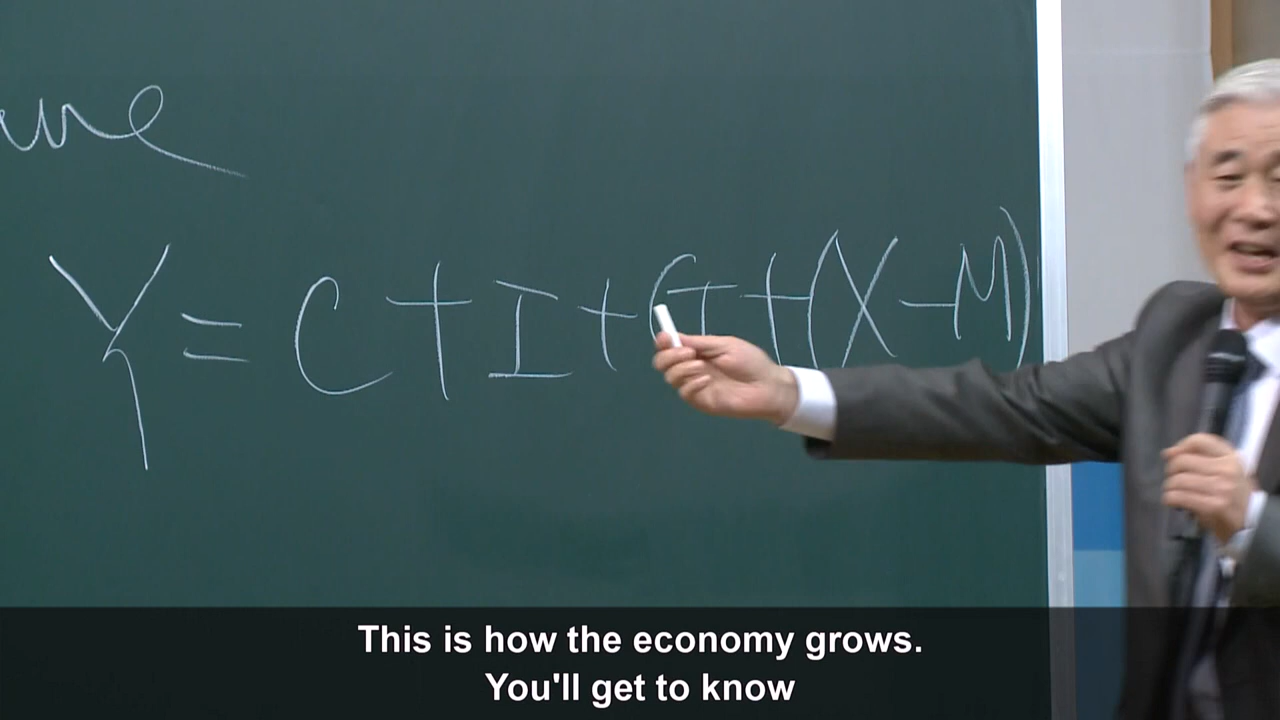 Y = C + I + G + (X - M)
This is how the economy grows.
You'll get to know